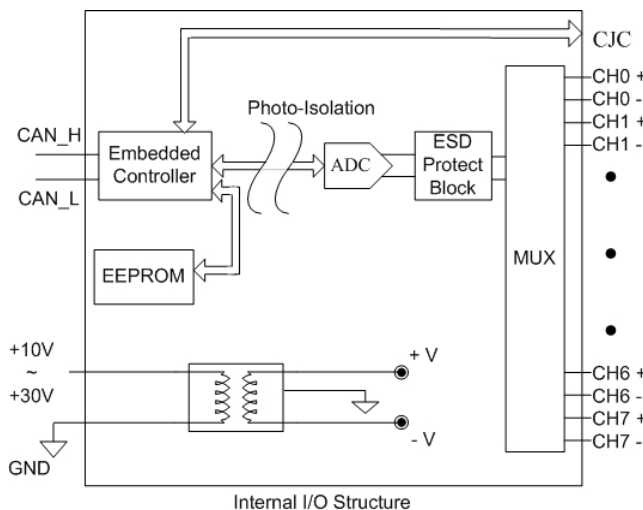 CJC
CH0 +
CH0 -
CH1 +
CH1 -
Photo-Isolation
CAN_H
CAN_L
Embedded
Controller
ADC
ESD
Protect
Block
MUX
EEPROM
+10V
~
+30V
GND
+ V
- V
CH6 +
CH6 -
CH7 +
CH7 -
Internal I/O Structure